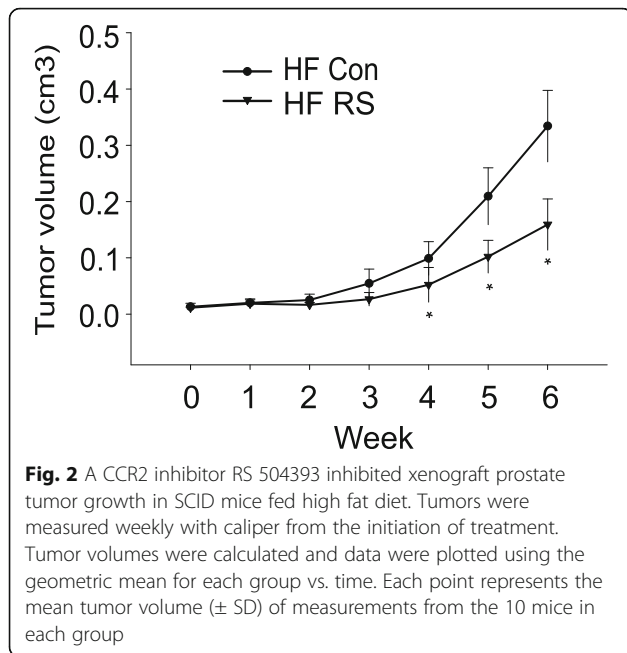 0.5
0.4
0.3
0.2
0.1
0.0
Tumor volume (cm3)
HF Con
HF RS
* * *
0 1 2 3 4 5 6
Week
Fig. 2 A CCR2 inhibitor RS 504393 inhibited xenograft prostate
tumor growth in SCID mice fed high fat diet. Tumors were
measured weekly with caliper from the initiation of treatment.
Tumor volumes were calculated and data were plotted using the
geometric mean for each group vs. time. Each point represents the
mean tumor volume (± SD) of measurements from the 10 mice in
each group